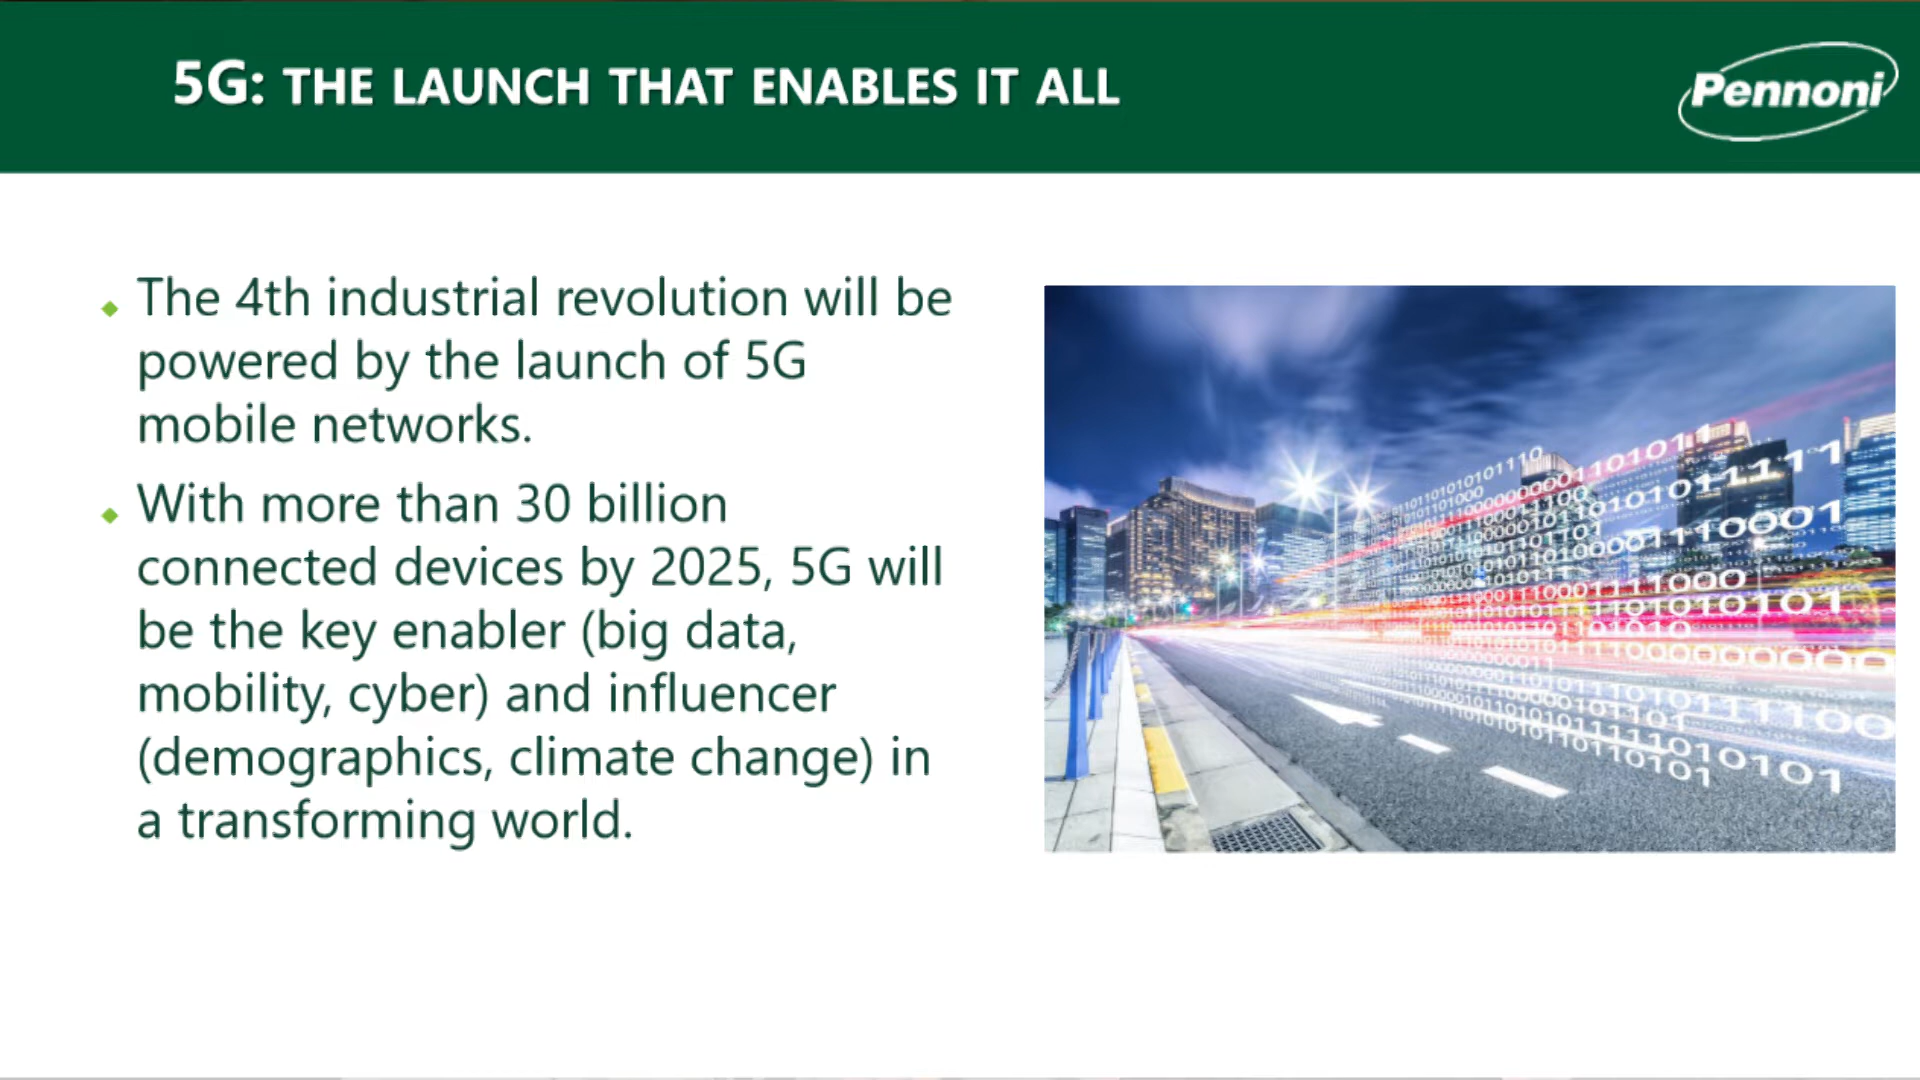 5G: THE LAUNCH THAT ENABLES IT ALL
Pennoni
The 4th industrial revolution will be
powered by the launch of 5G
mobile networks.
With more than 30 billion
connected devices by 2025, 5G will
be the key enabler (big data,
mobility, cyber) and influencer
(demographics, climate change) in
a transforming world.